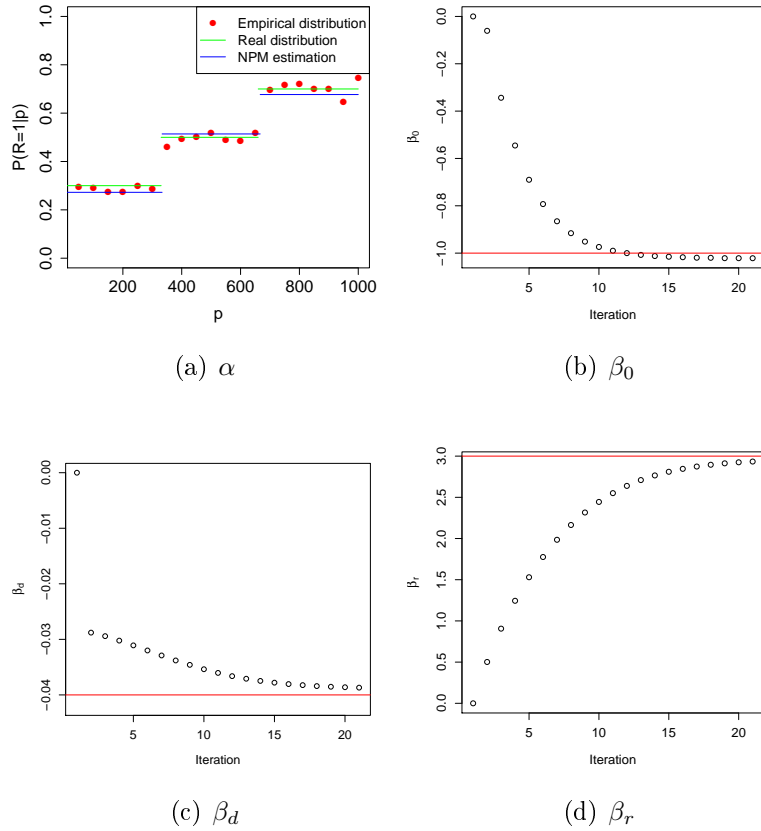 Empirical distribution
Real distribution
NPM estimation
P(R=1|p)
0.0 0.2 0.4 0.6 0.8 1.0
200 400 600 800 1000
p
(a) α
β0
−1.0 −0.8 −0.6 −0.4 −0.2 0.0
5 10 15 20
Iteration
(b) β0
βd
−0.04 −0.03 −0.02 −0.01 0.00
5 10 15 20
Iteration
(c) βd
βr
0.0 0.5 1.0 1.5 2.0 2.5 3.0
5 10 15 20
Iteration
(d) βr